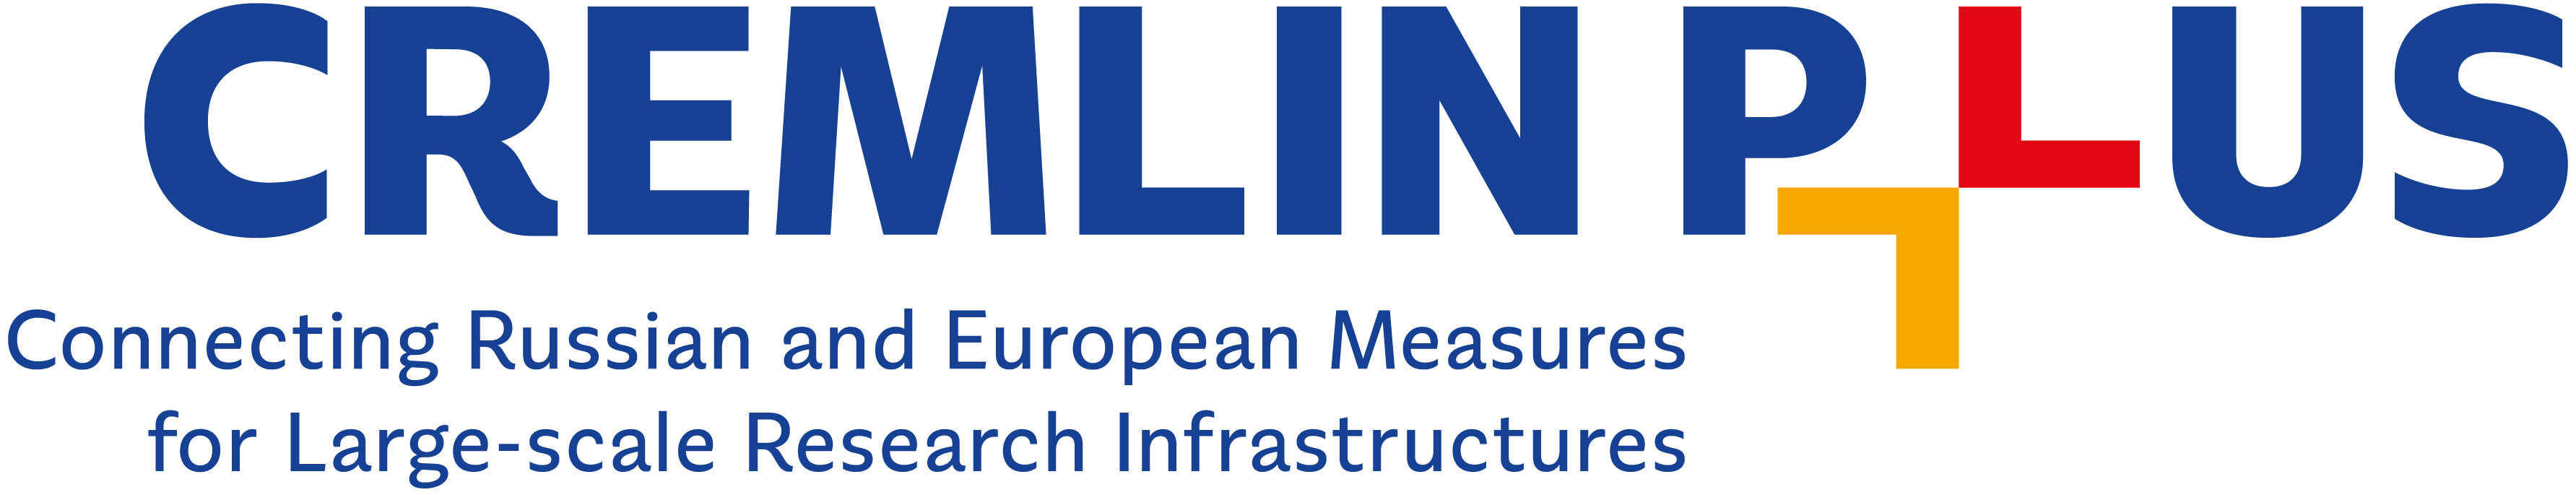 CREMLIN PLUS
Connecting Russian and European Measures
for Large-scale Research Infrastructures